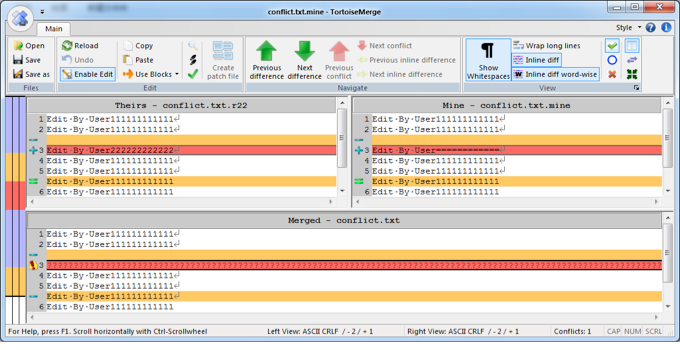 conflict.txt.mine - TortoiseMerge
Main
Style
Open
Save
Save as
Files
Reload
Undo
Enable Edit
Copy
Paste
Use Blocks
Create patch file
Edit
Previous difference
Next difference
Previous conflict
Next conflict
Previous inline difference
Next inline difference
Navigate
Show Whitespaces
Wrap long lines
Inline diff
Inline diff word-wise
View
Theirs - conflict.txt.r22
1 Edit·By·User111111111111↵
2 Edit·By·User111111111111↵
3 Edit·By·User222222222222↵
4 Edit·By·User111111111111↵
5 Edit·By·User111111111111↵
Edit·By·User111111111111
6 Edit·By·User111111111111
Mine - conflict.txt.mine
1 Edit·By·User111111111111↵
2 Edit·By·User111111111111↵
3 Edit·By·User============↵
4 Edit·By·User111111111111↵
5 Edit·By·User111111111111↵
Edit·By·User111111111111
6 Edit·By·User111111111111
Merged - conflict.txt
1 Edit·By·User111111111111↵
2 Edit·By·User111111111111↵
3
4 Edit·By·User111111111111↵
5 Edit·By·User111111111111↵
Edit·By·User111111111111↵
6 Edit·By·User111111111111
For Help, press F1. Scroll horizontally with Ctrl-Scrollwheel
Left View: ASCII CRLF / - 2 / + 1
Right View: ASCII CRLF / - 2 / + 1
Conflicts: 1
CAP NUM SCRL